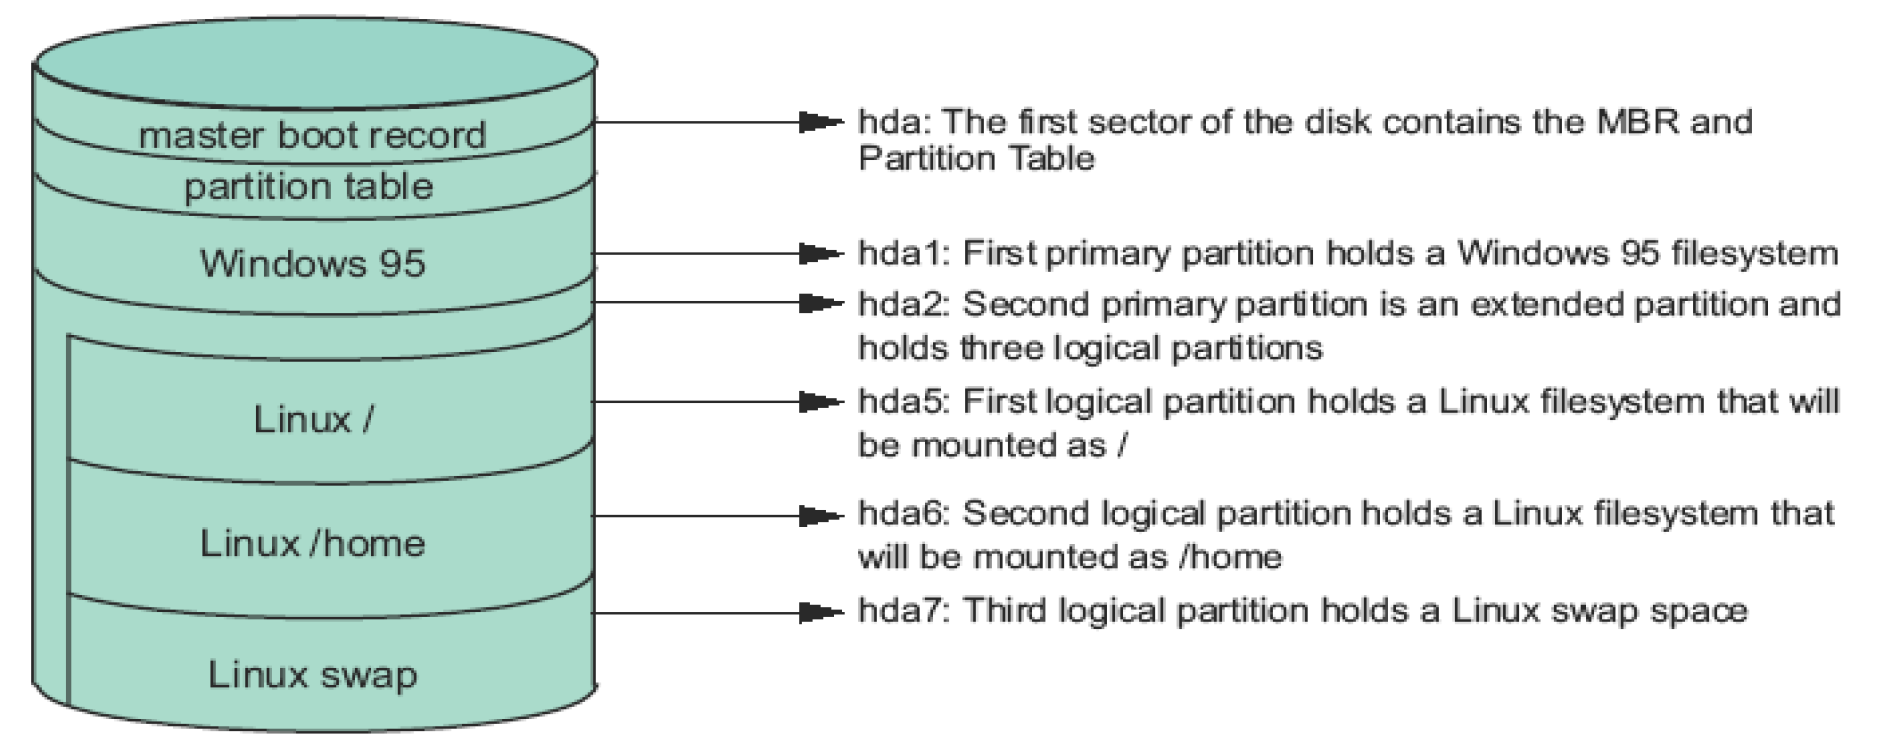 master boot record
partition table
Windows 95
Linux /
Linux /home
Linux swap
hda: The first sector of the disk contains the MBR and
Partition Table
hda1: First primary partition holds a Windows 95 filesystem
hda2: Second primary partition is an extended partition and
holds three logical partitions
hda5: First logical partition holds a Linux filesystem that will
be mounted as /
hda6: Second logical partition holds a Linux filesystem that
will be mounted as /home
hda7: Third logical partition holds a Linux swap space